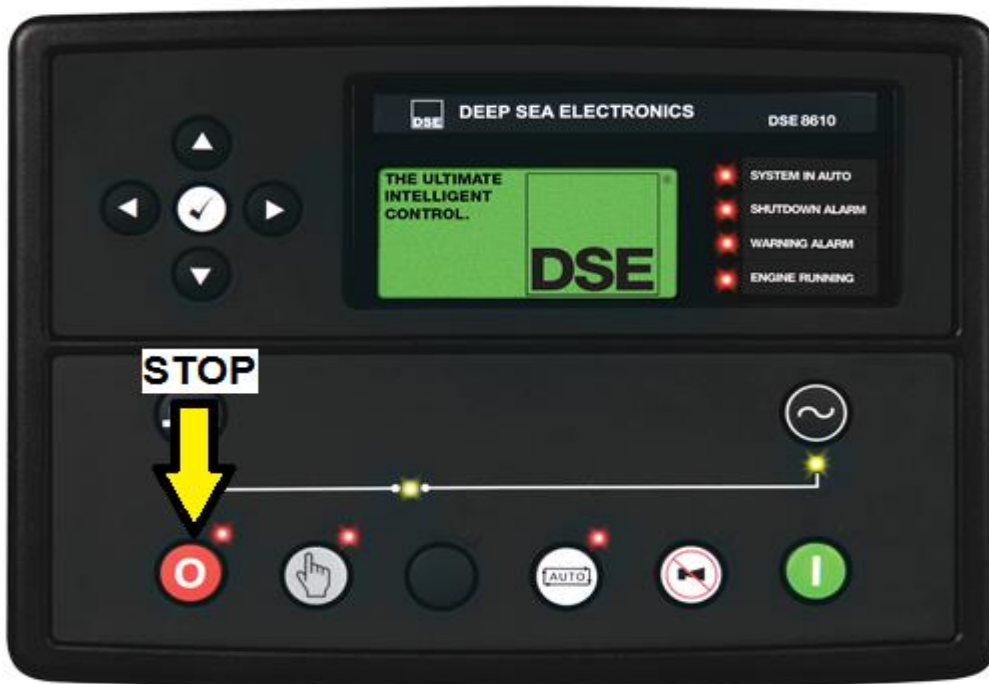 DSE
DEEP SEA ELECTRONICS
DSE 8610
THE ULTIMATE
INTELLIGENT
CONTROL.
DSE
SYSTEM IN AUTO
SHUTDOWN ALARM
WARNING ALARM
ENGINE RUNNING
STOP
O
AUTO
I